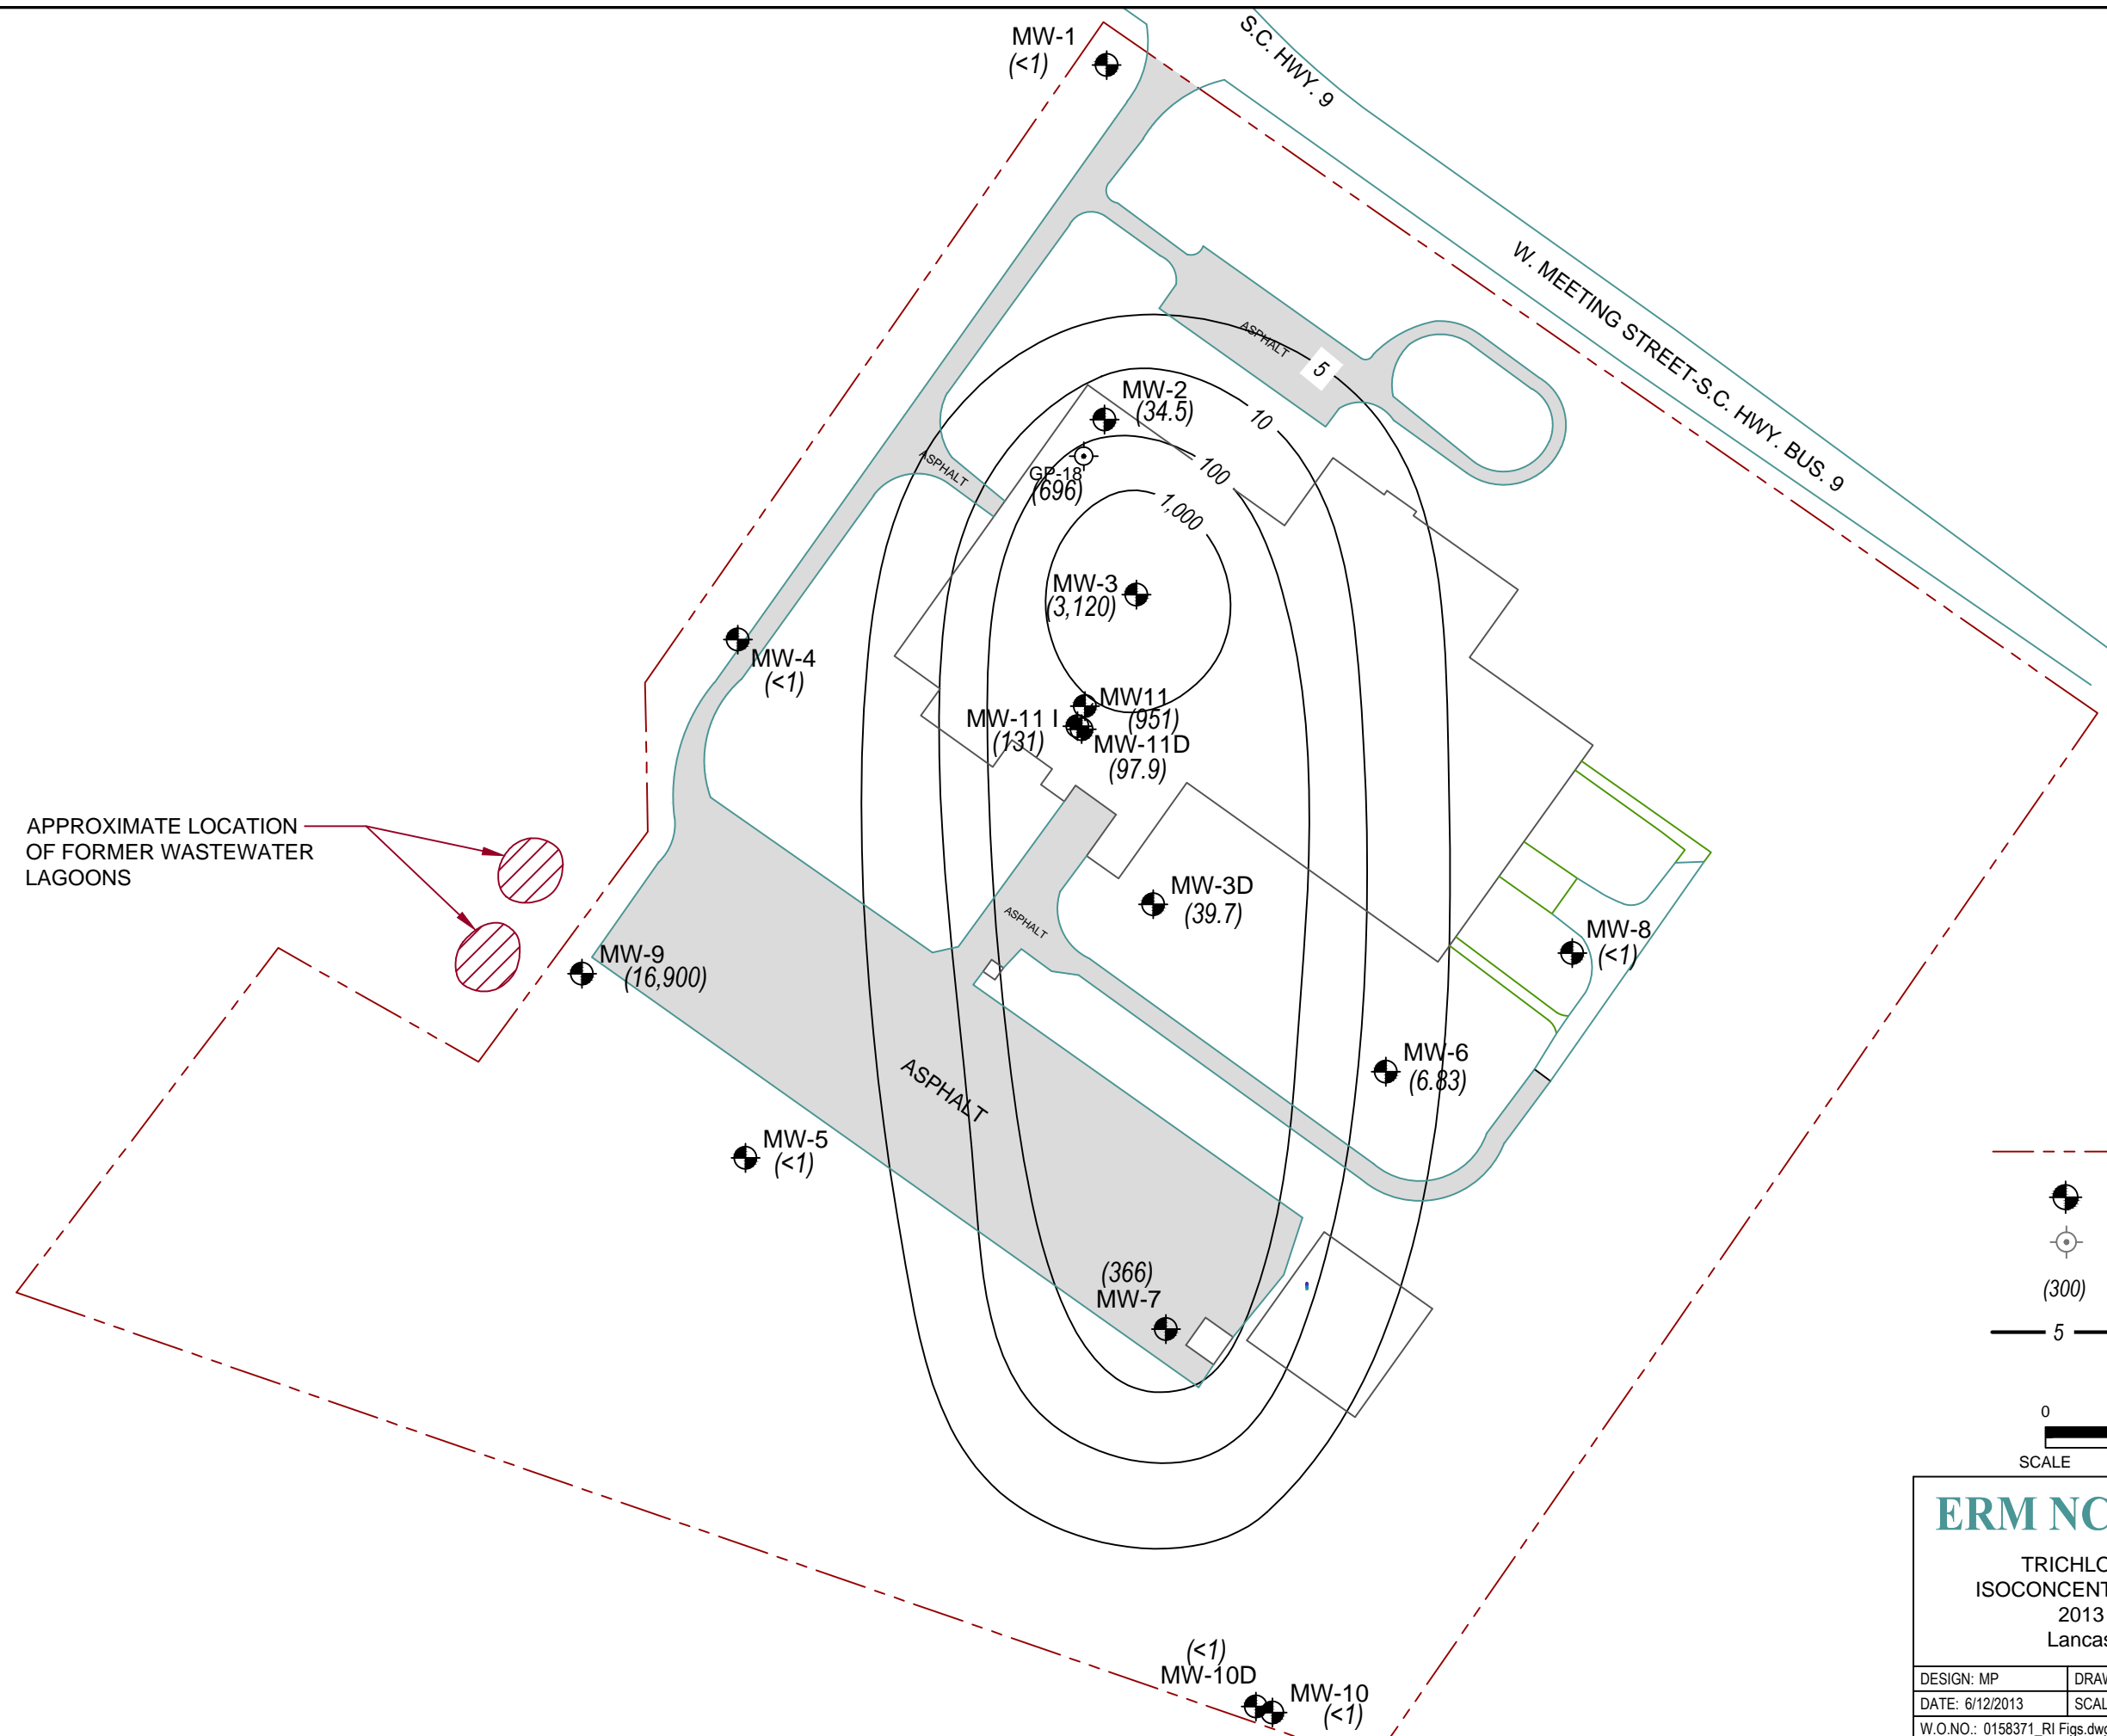 MW-1
(<1)
S.C. HWY. 9
W. MEETING STREET-S.C. HWY. BUS. 9
ASPHALT
5
MW-2
(34.5)
10
ASPHALT
GP-18
(696)
100
1,000
MW-3
(3,120)
MW-4
(<1)
MW11
(951)
MW-11 I
(131)
MW-11D
(97.9)
APPROXIMATE LOCATION
OF FORMER WASTEWATER
LAGOONS
MW-3D
(39.7)
ASPHALT
MW-8
(<1)
MW-9
(16,900)
MW-6
(6.83)
ASPHALT
MW-5
(<1)
(366)
MW-7
(300)
5
0
SCALE
ERM NC
TRICHLO
ISOCONCENT
2013
Lancas
DESIGN: MP
DRAW
DATE: 6/12/2013
SCAL
W.O.NO.: 0158371_RI Figs.dwg
(<1)
MW-10D
MW-10
(<1)